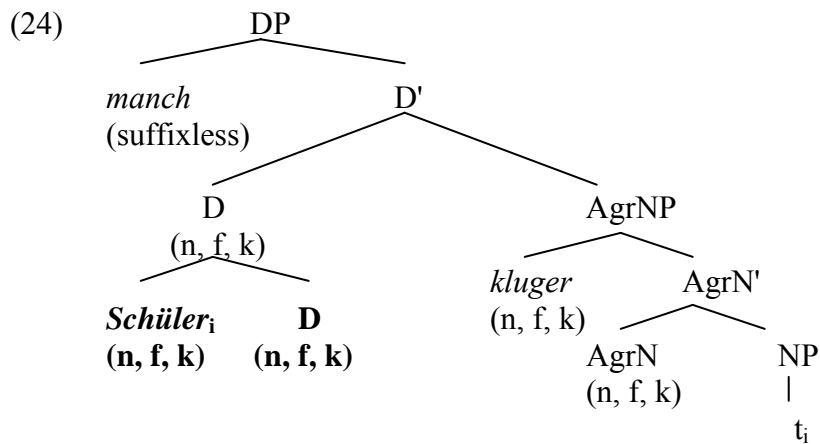 (24) DP
manch D'
(suffixless)
D AgrNP
(n, f, k)
kluger AgrN'
Schüleri D (n, f, k)
(n, f, k) (n, f, k) AgrN NP
(n, f, k)
ti